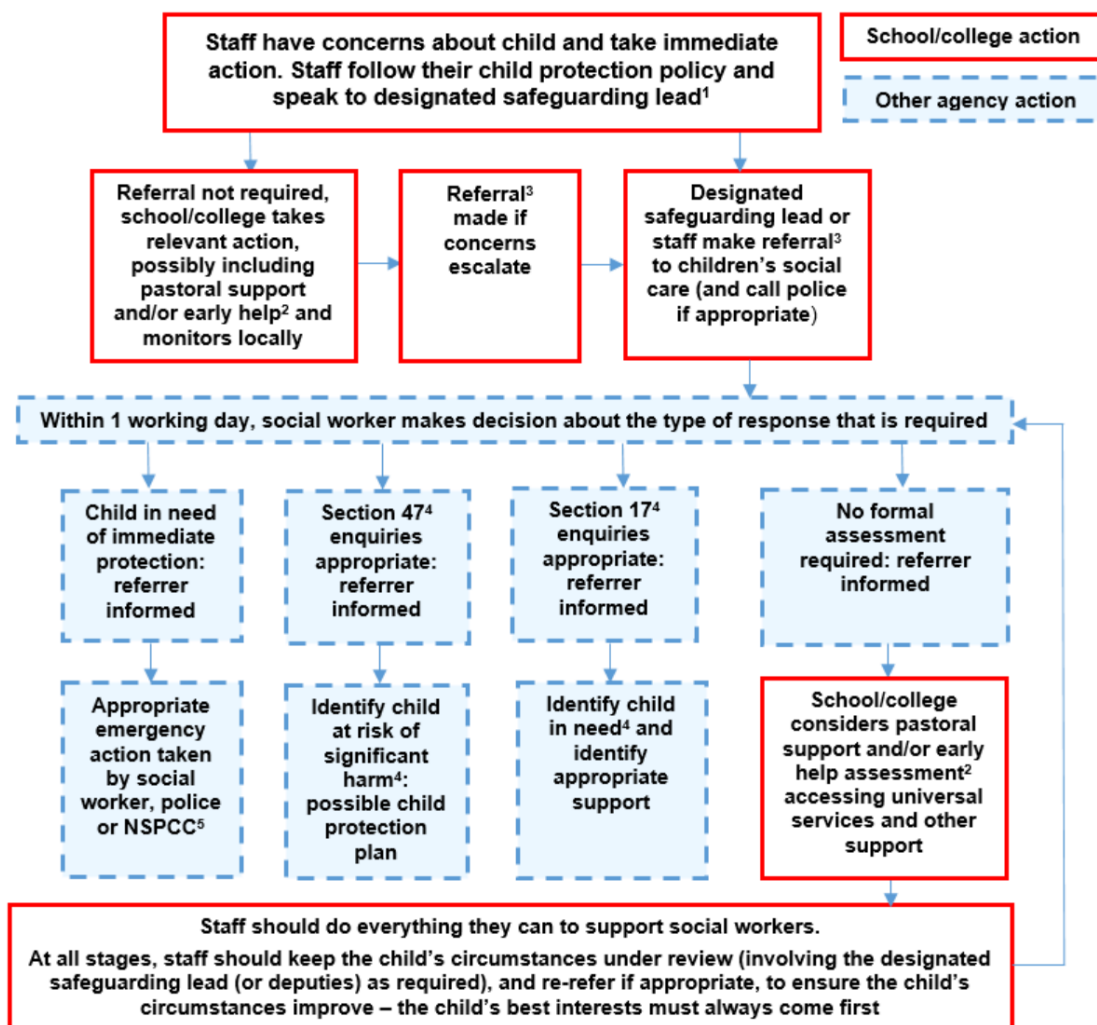 Staff have concerns about child and take immediate
action. Staff follow their child protection policy and
speak to designated safeguarding lead¹
School/college action
Other agency action
Referral not required,
school/college takes
relevant action,
possibly including
pastoral support
and/or early help² and
monitors locally
Referral³
made if
concerns
escalate
Designated
safeguarding lead or
staff make referral³
to children’s social
care (and call police
if appropriate)
Within 1 working day, social worker makes decision about the type of response that is required
Child in need
of immediate
protection:
referrer
informed
Section 47⁴
enquiries
appropriate:
referrer
informed
Section 17⁴
enquiries
appropriate:
referrer
informed
No formal
assessment
required: referrer
informed
Appropriate
emergency
action taken
by social
worker, police
or NSPCC⁵
Identify child
at risk of
significant
harm⁴:
possible child
protection
plan
Identify child
in need⁴ and
identify
appropriate
support
School/college
considers pastoral
support and/or early
help assessment²
accessing universal
services and other
support
Staff should do everything they can to support social workers.
At all stages, staff should keep the child’s circumstances under review (involving the designated
safeguarding lead (or deputies) as required), and re-refer if appropriate, to ensure the child’s
circumstances improve – the child’s best interests must always come first